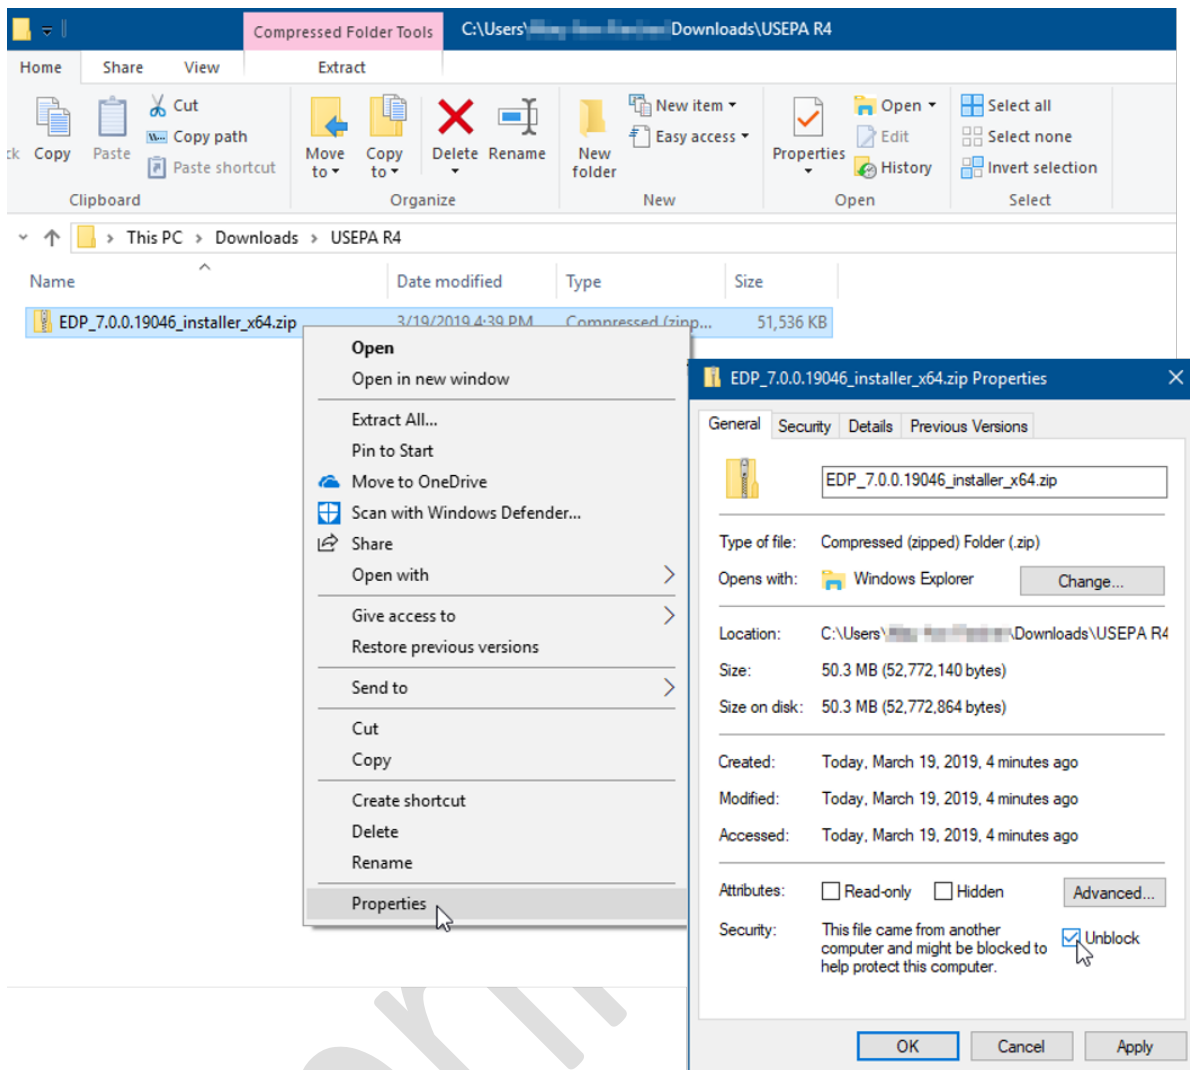 Compressed Folder Tools
C:\Users\ Downloads\USEPA R4
Home Share View Extract
Cut
Copy path
Paste shortcut
Copy Paste
Move to
Copy to
Delete Rename
New folder
New item
Easy access
Properties
Open
Edit
History
Select all
Select none
Invert selection
Clipboard Organize New Open Select
This PC > Downloads > USEPA R4
Name Date modified Type Size
EDP_7.0.0.19046_installer_x64.zip 3/19/2019 4:39 PM Compressed (zipp... 51,536 KB
Open
Open in new window
Extract All...
Pin to Start
Move to OneDrive
Scan with Windows Defender...
Share
Open with
Give access to
Restore previous versions
Send to
Cut
Copy
Create shortcut
Delete
Rename
Properties
EDP_7.0.0.19046_installer_x64.zip Properties
General Security Details Previous Versions
EDP_7.0.0.19046_installer_x64.zip
Type of file: Compressed (zipped) Folder (.zip)
Opens with: Windows Explorer Change...
Location: C:\Users\ \Downloads\USEPA R4
Size: 50.3 MB (52,772,140 bytes)
Size on disk: 50.3 MB (52,772,864 bytes)
Created: Today, March 19, 2019, 4 minutes ago
Modified: Today, March 19, 2019, 4 minutes ago
Accessed: Today, March 19, 2019, 4 minutes ago
Attributes: Read-only Hidden Advanced...
Security: This file came from another
computer and might be blocked to
help protect this computer.
Unblock
OK Cancel Apply